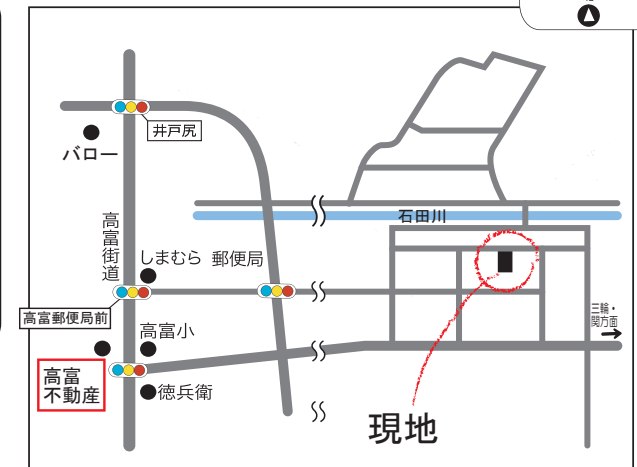 井戸尻
バロー
高富街道
石田川
しまむら 郵便局
高富郵便局前
三輪・
関方面
高富小
高富
不動産
徳兵衛
現地